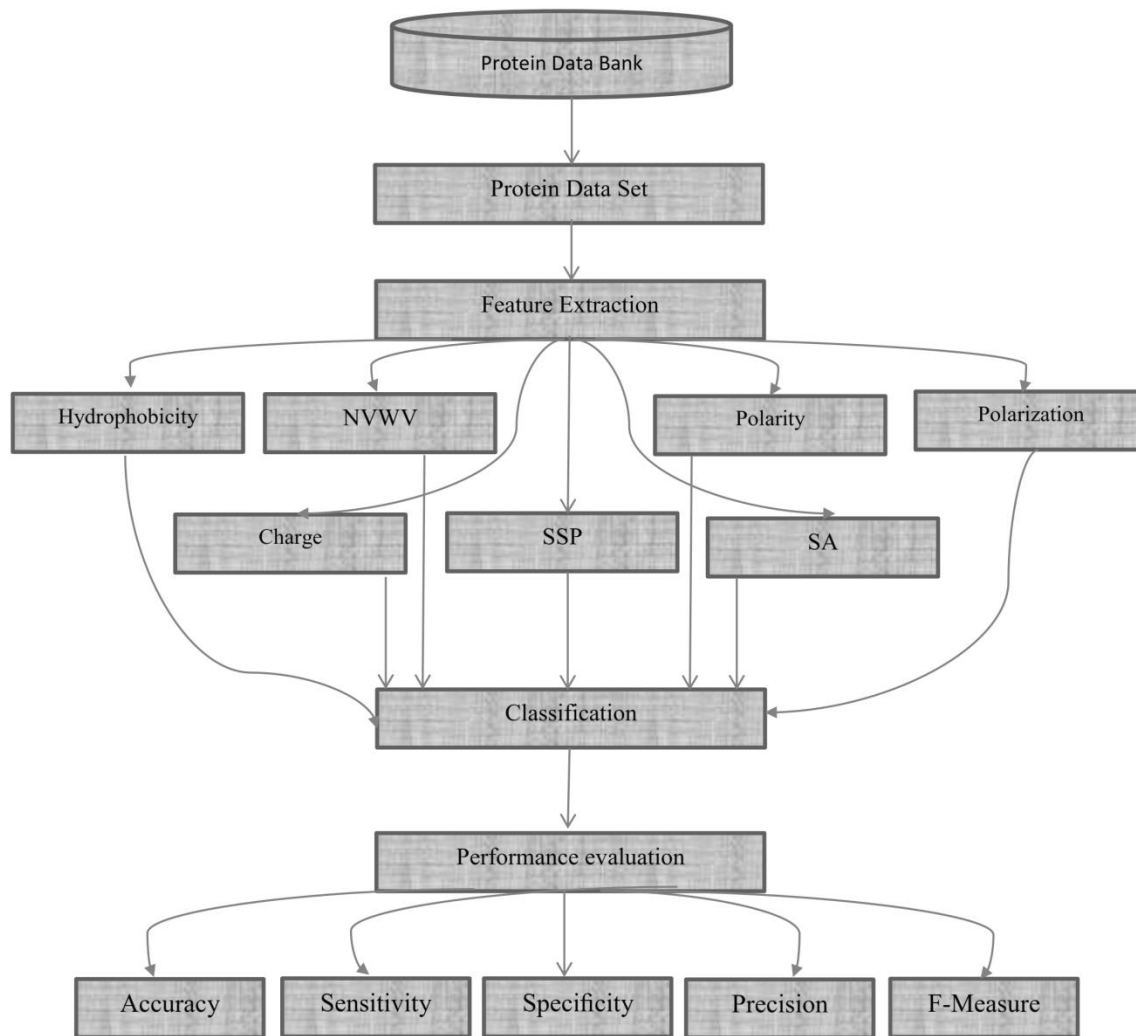 Protein Data Bank
Protein Data Set
Feature Extraction
Hydrophobicity
NVWV
Polarity
Polarization
Charge
SSP
SA
Classification
Performance evaluation
Accuracy
Sensitivity
Specificity
Precision
F-Measure